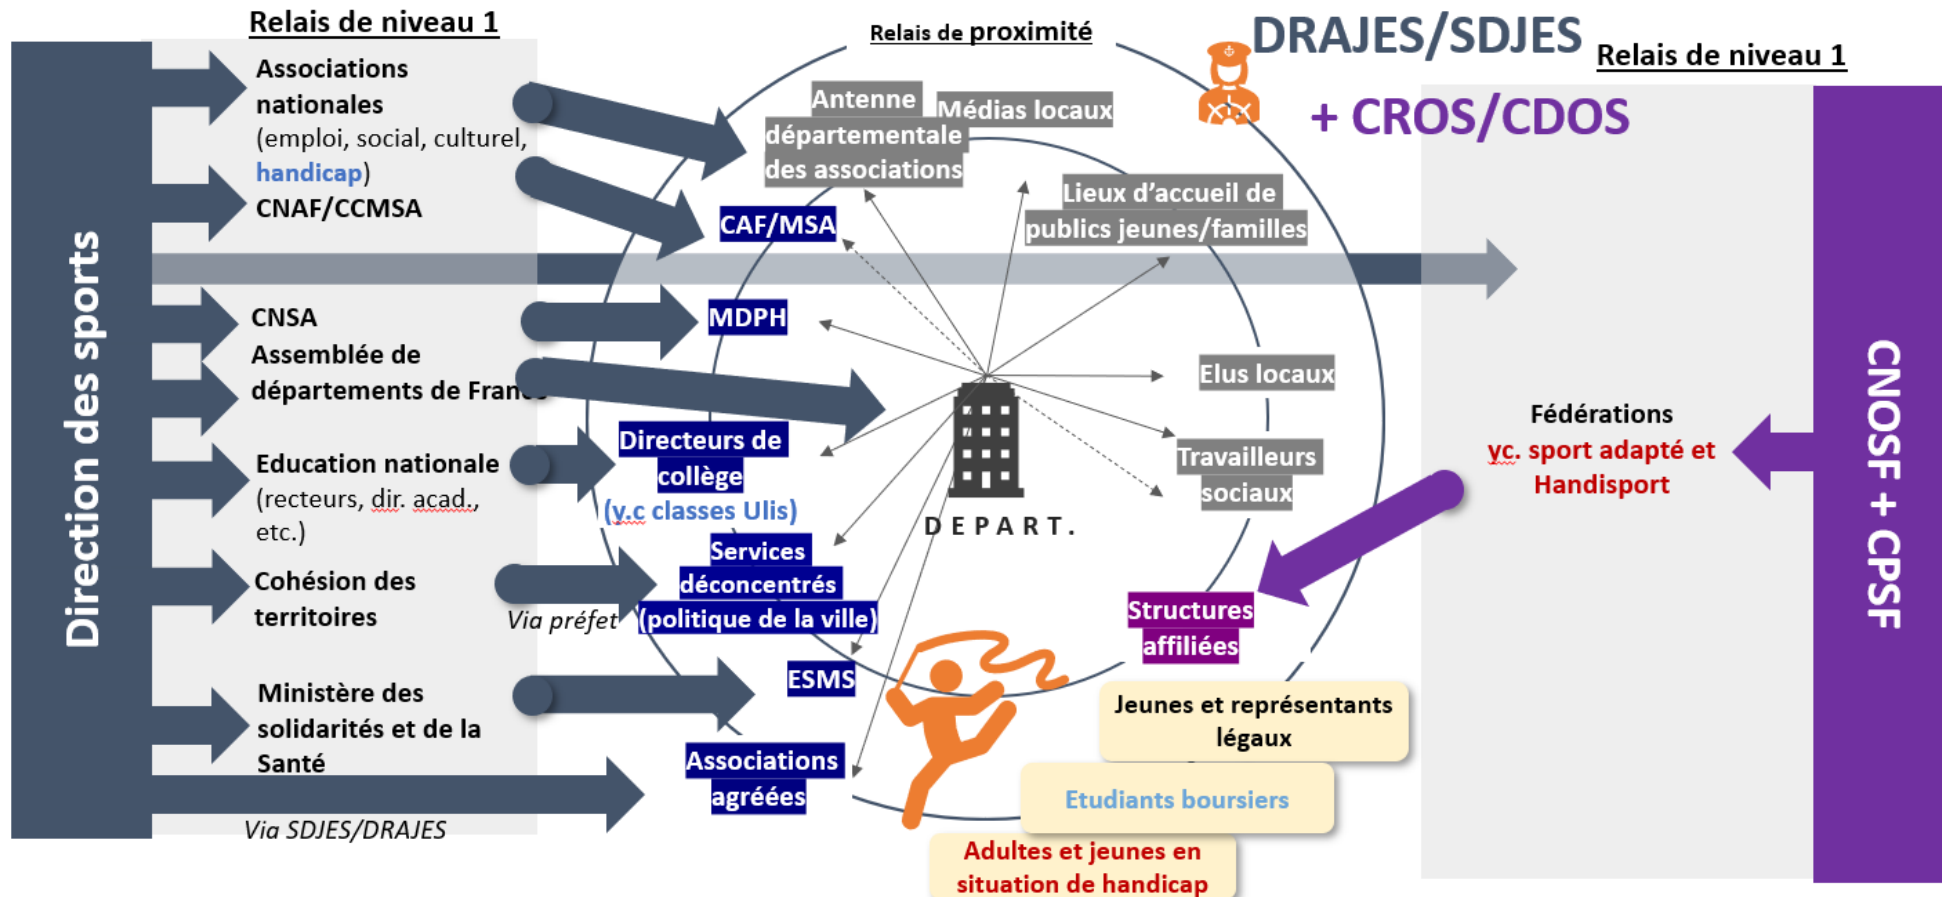 Direction des sports
Relais de niveau 1
Associations
nationales
(emploi, social, culturel,
handicap)
CNAF/CCMSA
CNSA
Assemblée de
départements de France
Education nationale
(recteurs, dir. acad.,
etc.)
Cohésion des
territoires
Via préfet
Ministère des
solidarités et de la
Santé
Via SDJES/DRAJES
Relais de proximité
Antenne
départementale
des associations
Médias locaux
CAF/MSA
Lieux d’accueil de
publics jeunes/familles
MDPH
Elus locaux
Directeurs de
collège
(y.c classes Ulis)
Travailleurs
sociaux
DEPART.
Services
déconcentrés
(politique de la ville)
Structures
affiliées
ESMS
Associations
agréées
Jeunes et représentants
légaux
Etudiants boursiers
Adultes et jeunes en
situation de handicap
DRAJES/SDJES
+ CROS/CDOS
Relais de niveau 1
Fédérations
yc. sport adapté et
Handisport
CNOSF + CPSF